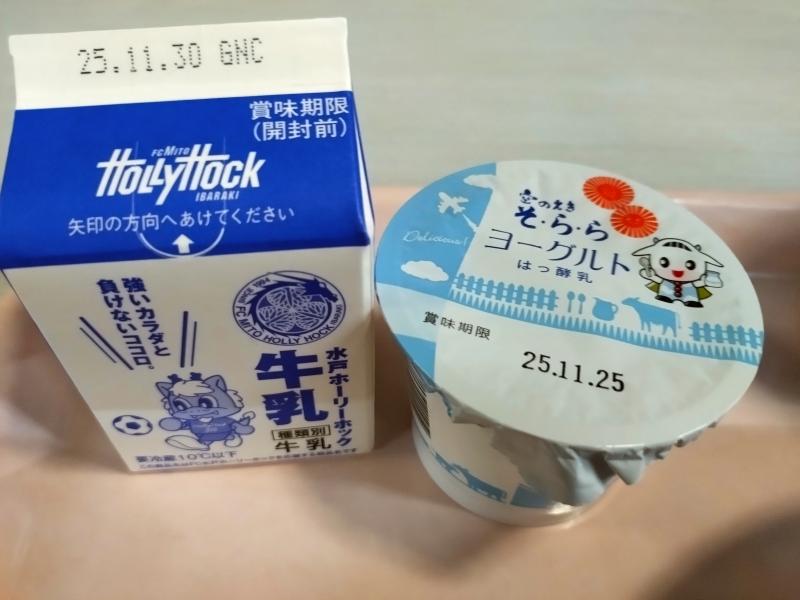 25.11.30 GNC
賞味期限
(開封前)
FC MITO
HOLLYHOCK
IBARAKI
矢印の方向へあけてください
強いカラダと
負けないココロ。
FC MITO HOLLY HOCK
水戸ホーリーホック
牛乳
種類別
牛乳
要冷蔵10℃以下
空のえき
そ・ら・ら
ヨーグルト
はっ酵乳
Delicious!
賞味期限
25.11.25